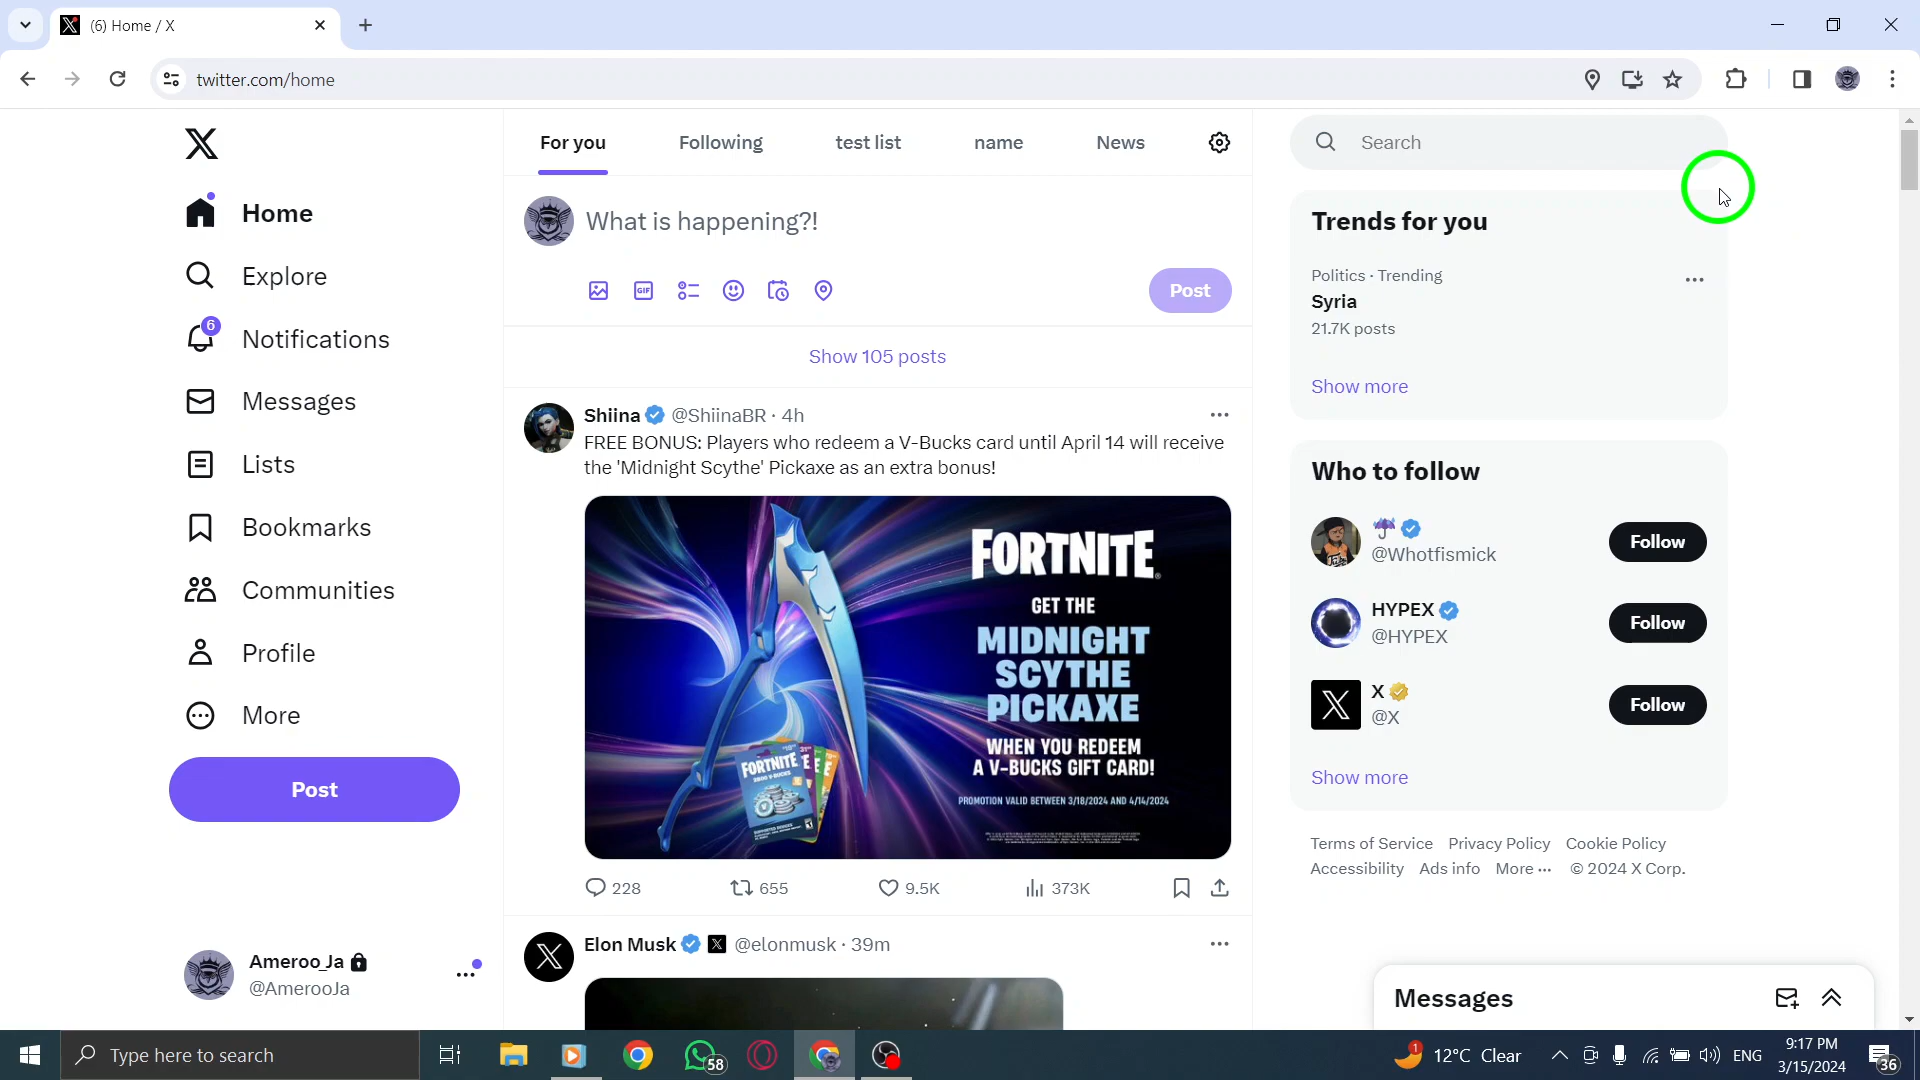 (6) Home / X
twitter.com/home
Home
Explore
6
Notifications
Messages
Lists
Bookmarks
Communities
Profile
More
Post
Ameroo_Ja
@AmerooJa
For you
Following
test list
name
News
What is happening?!
GIF
Post
Show 105 posts
Shiina @ShiinaBR · 4h
FREE BONUS: Players who redeem a V-Bucks card until April 14 will receive
the 'Midnight Scythe' Pickaxe as an extra bonus!
FORTNITE
GET THE
MIDNIGHT
SCYTHE
PICKAXE
WHEN YOU REDEEM
A V-BUCKS GIFT CARD!
PROMOTION VALID BETWEEN 3/18/2024 AND 4/14/2024
FORTNITE
228
655
9.5K
373K
Elon Musk @elonmusk · 39m
Search
Trends for you
Politics · Trending
Syria
21.7K posts
Show more
Who to follow
@Whotfismick
Follow
HYPEX
@HYPEX
Follow
X
@X
Follow
Show more
Terms of Service Privacy Policy Cookie Policy
Accessibility Ads info More ··· © 2024 X Corp.
Messages
Type here to search
58
1
12°C Clear
ENG
9:17 PM
3/15/2024
36